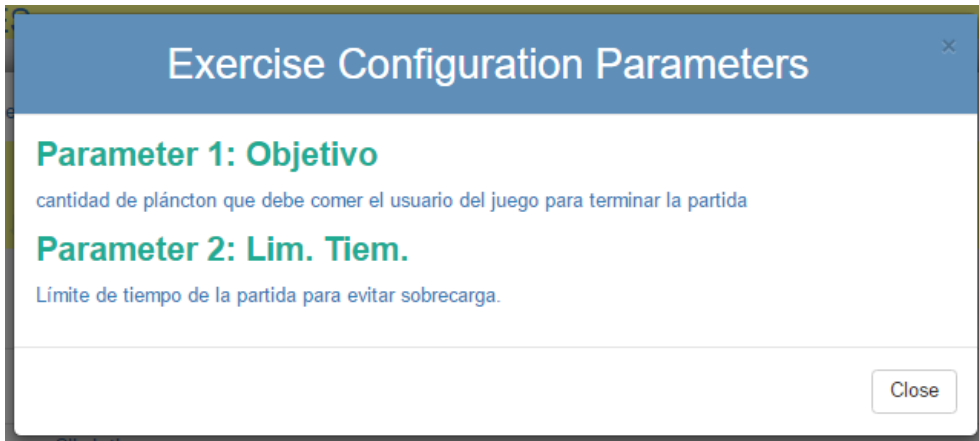 Exercise Configuration Parameters
×
Parameter 1: Objetivo
cantidad de pláncton que debe comer el usuario del juego para terminar la partida
Parameter 2: Lim. Tiem.
Límite de tiempo de la partida para evitar sobrecarga.
Close